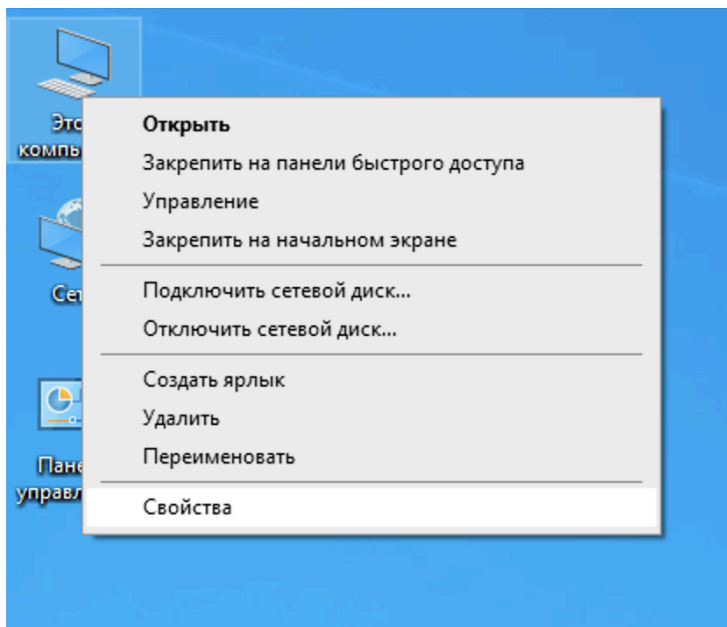 Открыть
Закрепить на панели быстрого доступа
Управление
Закрепить на начальном экране
Подключить сетевой диск...
Отключить сетевой диск...
Создать ярлык
Удалить
Переименовать
Свойства